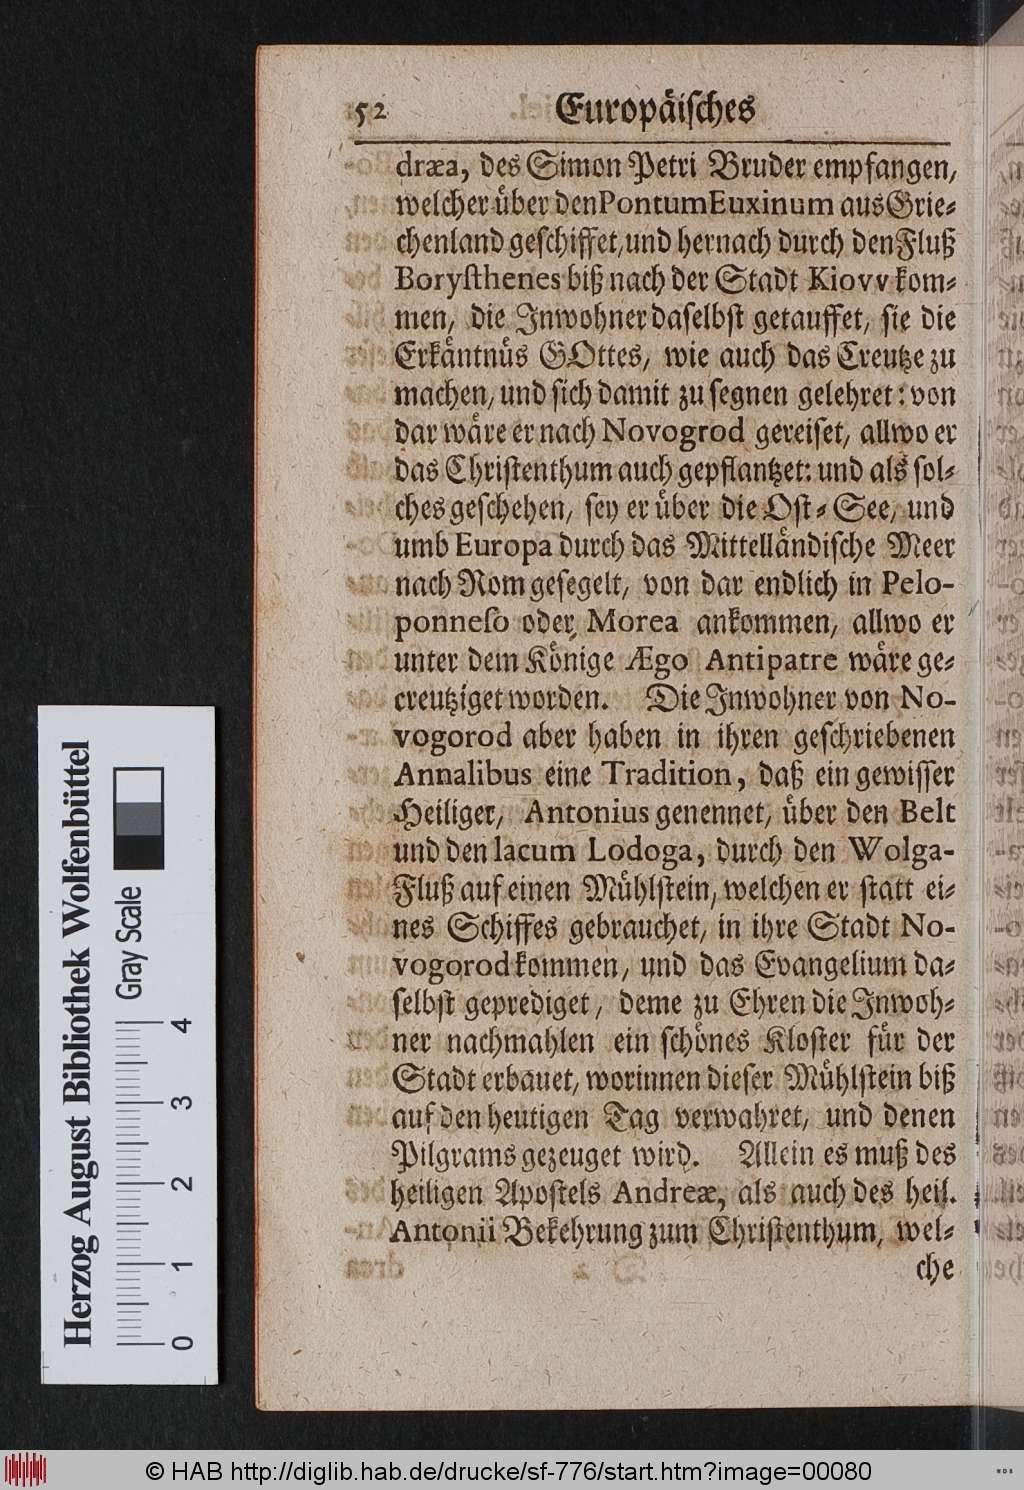 52 Europäiſches
dræa, des Simon Petri Bruder empfangen,
welcher über den Pontum Euxinum aus Grie⸗
chenland geſchiffet, und hernach durch den Fluß
Boryſthenes biß nach der Stadt Kiovv kom⸗
men, die Inwohner daſelbſt getauffet, ſie die
Erkäntnüs GOttes, wie auch das Creutze zu
machen, und ſich damit zu ſegnen gelehret: von
dar wäre er nach Novogrod gereiſet, allwo er
das Chriſtenthum auch gepflantzet: und als ſol⸗
ches geſchehen, ſey er über die Oſt⸗See, und
umb Europa durch das Mittelländiſche Meer
nach Rom geſegelt, von dar endlich in Pelo-
ponneſo oder Morea ankommen, allwo er
unter dem Könige Ægo Antipatre wäre ge⸗
creutziget worden. Die Inwohner von No-
vogorod aber haben in ihren geſchriebenen
Annalibus eine Tradition, daß ein gewiſſer
Heiliger, Antonius genennet, über den Belt
und den lacum Lodoga, durch den Wolga-
Fluß auf einen Mühlſtein, welchen er ſtatt ei⸗
nes Schiffes gebrauchet, in ihre Stadt No-
vogorod kommen, und das Evangelium da⸗
ſelbſt geprediget, deme zu Ehren die Inwoh⸗
ner nachmahlen ein ſchönes Kloſter für der
Stadt erbauet, worinnen dieſer Mühlſtein biß
auf den heutigen Tag verwahret, und denen
Pilgrams gezeuget wird. Allein es muß des
heiligen Apoſtels Andreæ, als auch des heil.
Antonii Bekehrung zum Chriſtenthum, wel⸗
che
Herzog August Bibliothek Wolfenbüttel
Gray Scale
0 1 2 3 4
© HAB http://diglib.hab.de/drucke/sf-776/start.htm?image=00080